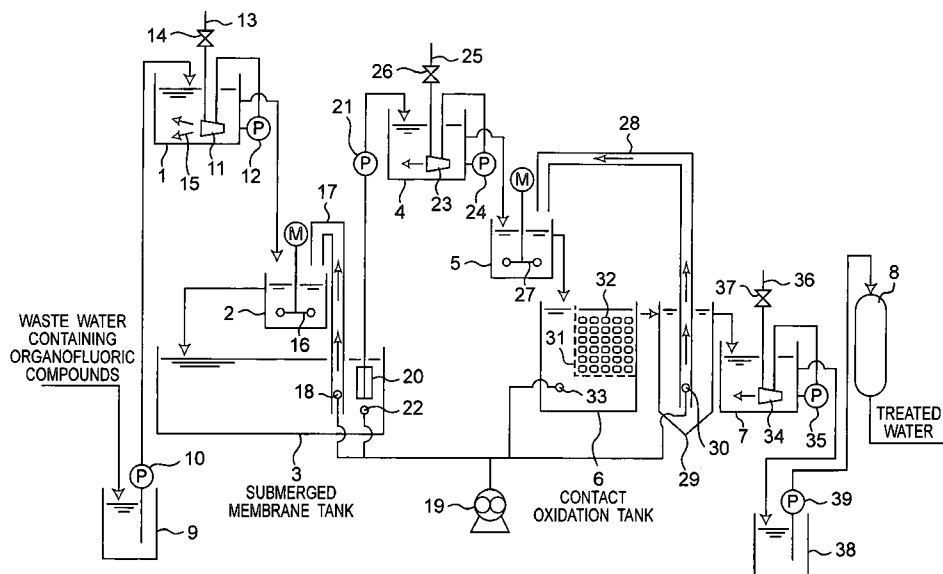 13
14
25
26
21
P
P
M
28
1
15
11
12
17
M
4
23
P
24
5
27
32
31
37
36
8
2
16
WASTE WATER
CONTAINING
ORGANOFLUORIC
COMPOUNDS
18
20
22
33
30
7
34
P
35
TREATED
WATER
10
P
3
SUBMERGED
MEMBRANE TANK
19
6
CONTACT
OXIDATION TANK
29
P
39
9
38